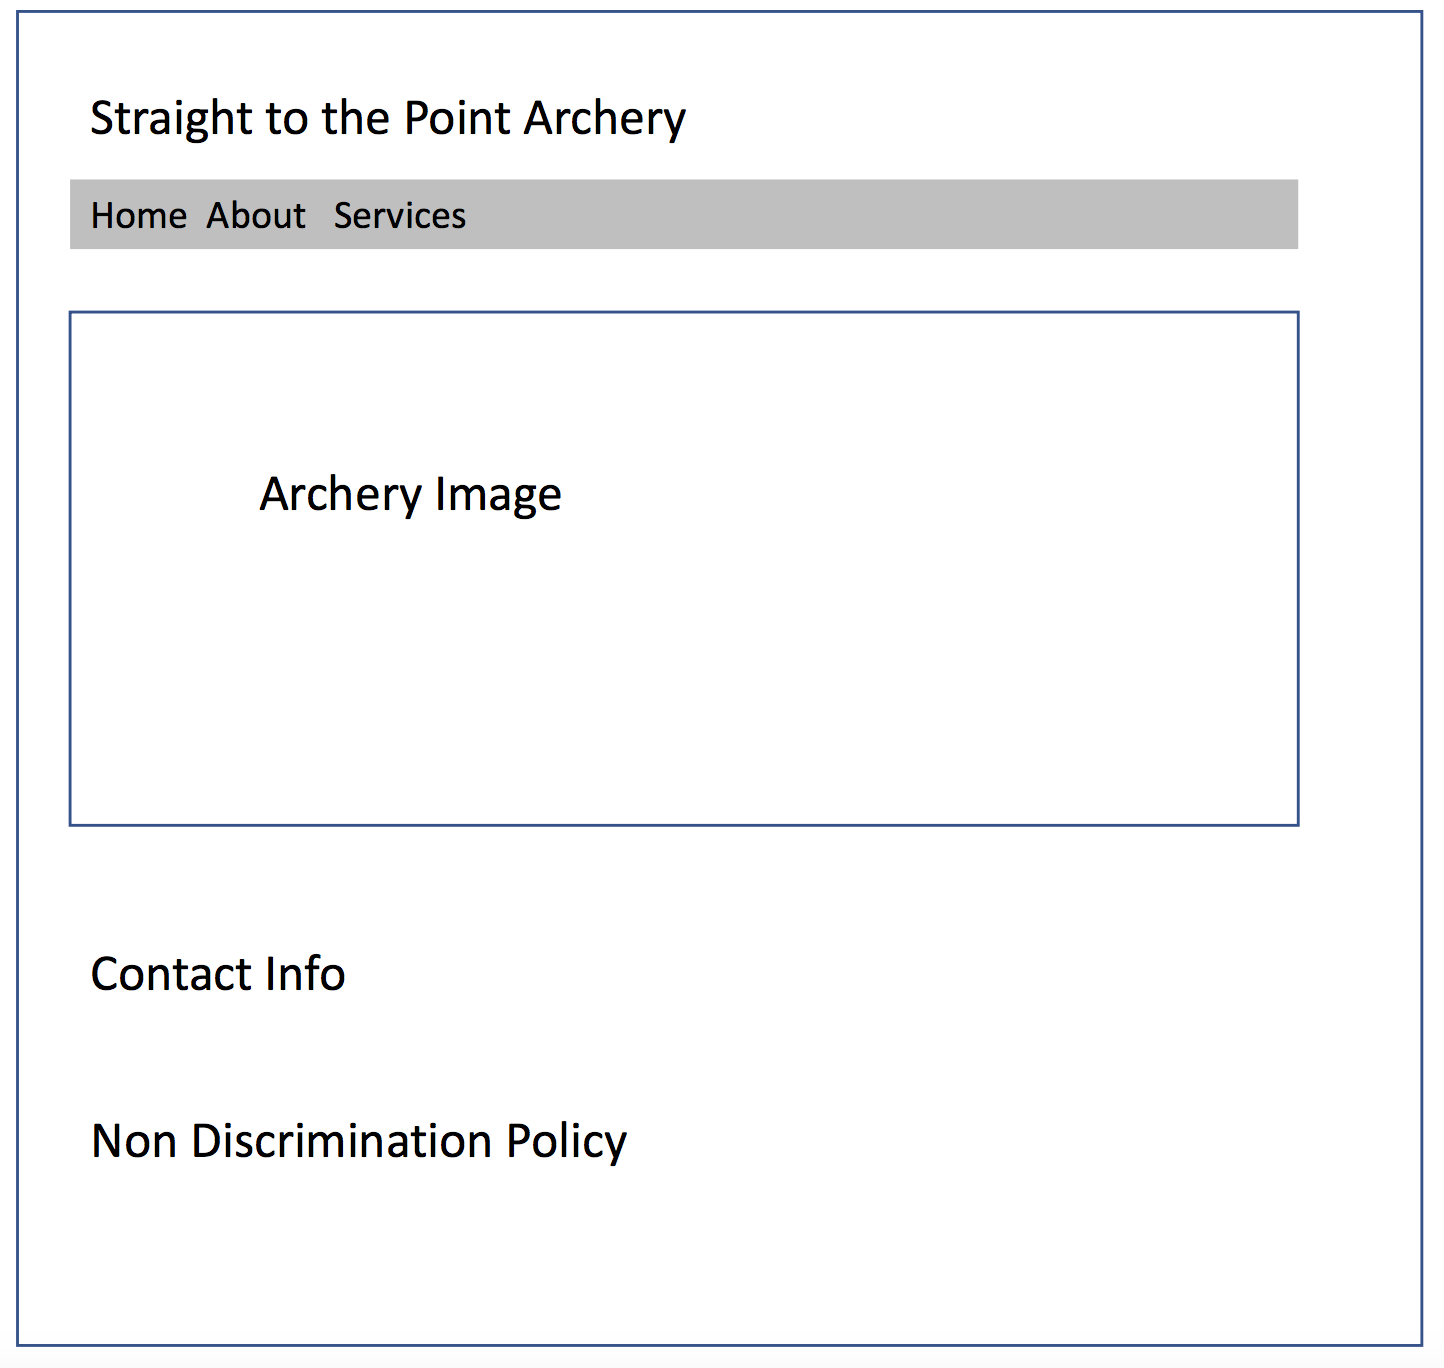 Straight to the Point Archery
Home About Services
Archery Image
Contact Info
Non Discrimination Policy